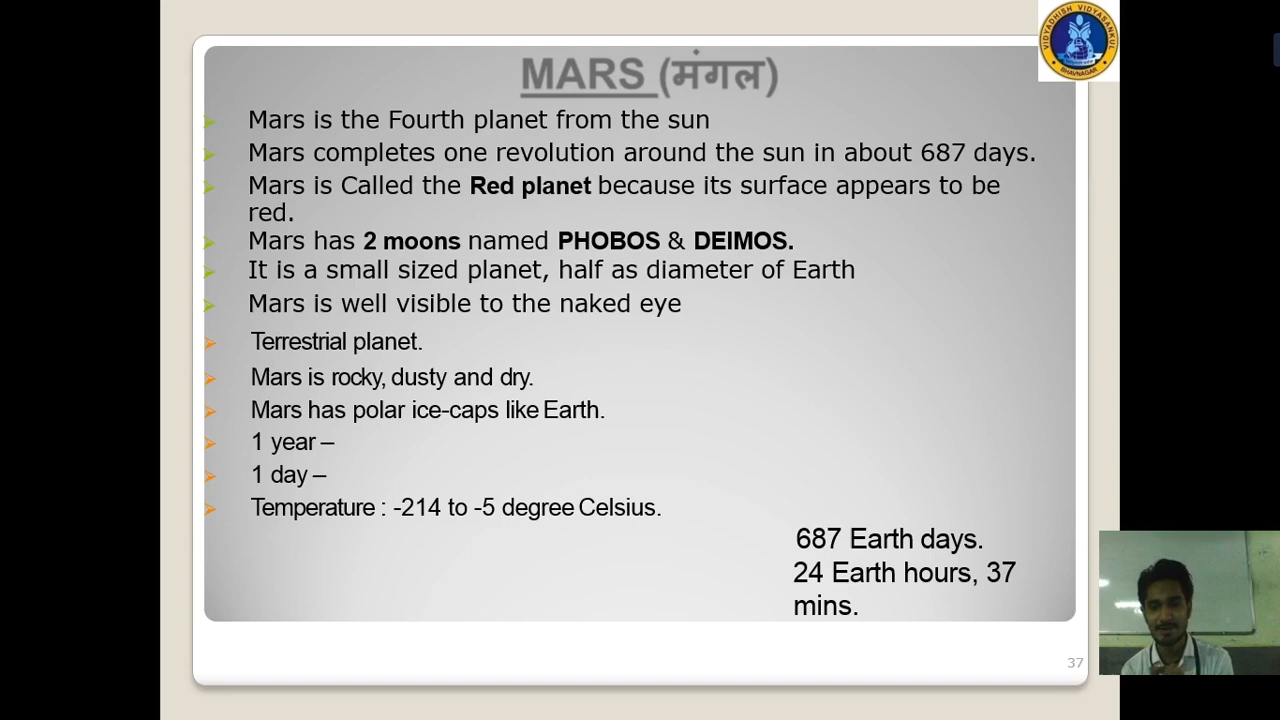 VIDYADHISH VIDYASANKUL
BHAVNAGAR
MARS (मंगल)
Mars is the Fourth planet from the sun
Mars completes one revolution around the sun in about 687 days.
Mars is Called the Red planet because its surface appears to be
red.
Mars has 2 moons named PHOBOS & DEIMOS.
It is a small sized planet, half as diameter of Earth
Mars is well visible to the naked eye
Terrestrial planet.
Mars is rocky, dusty and dry.
Mars has polar ice-caps like Earth.
1 year –
1 day –
Temperature : -214 to -5 degree Celsius.
687 Earth days.
24 Earth hours, 37
mins.
37